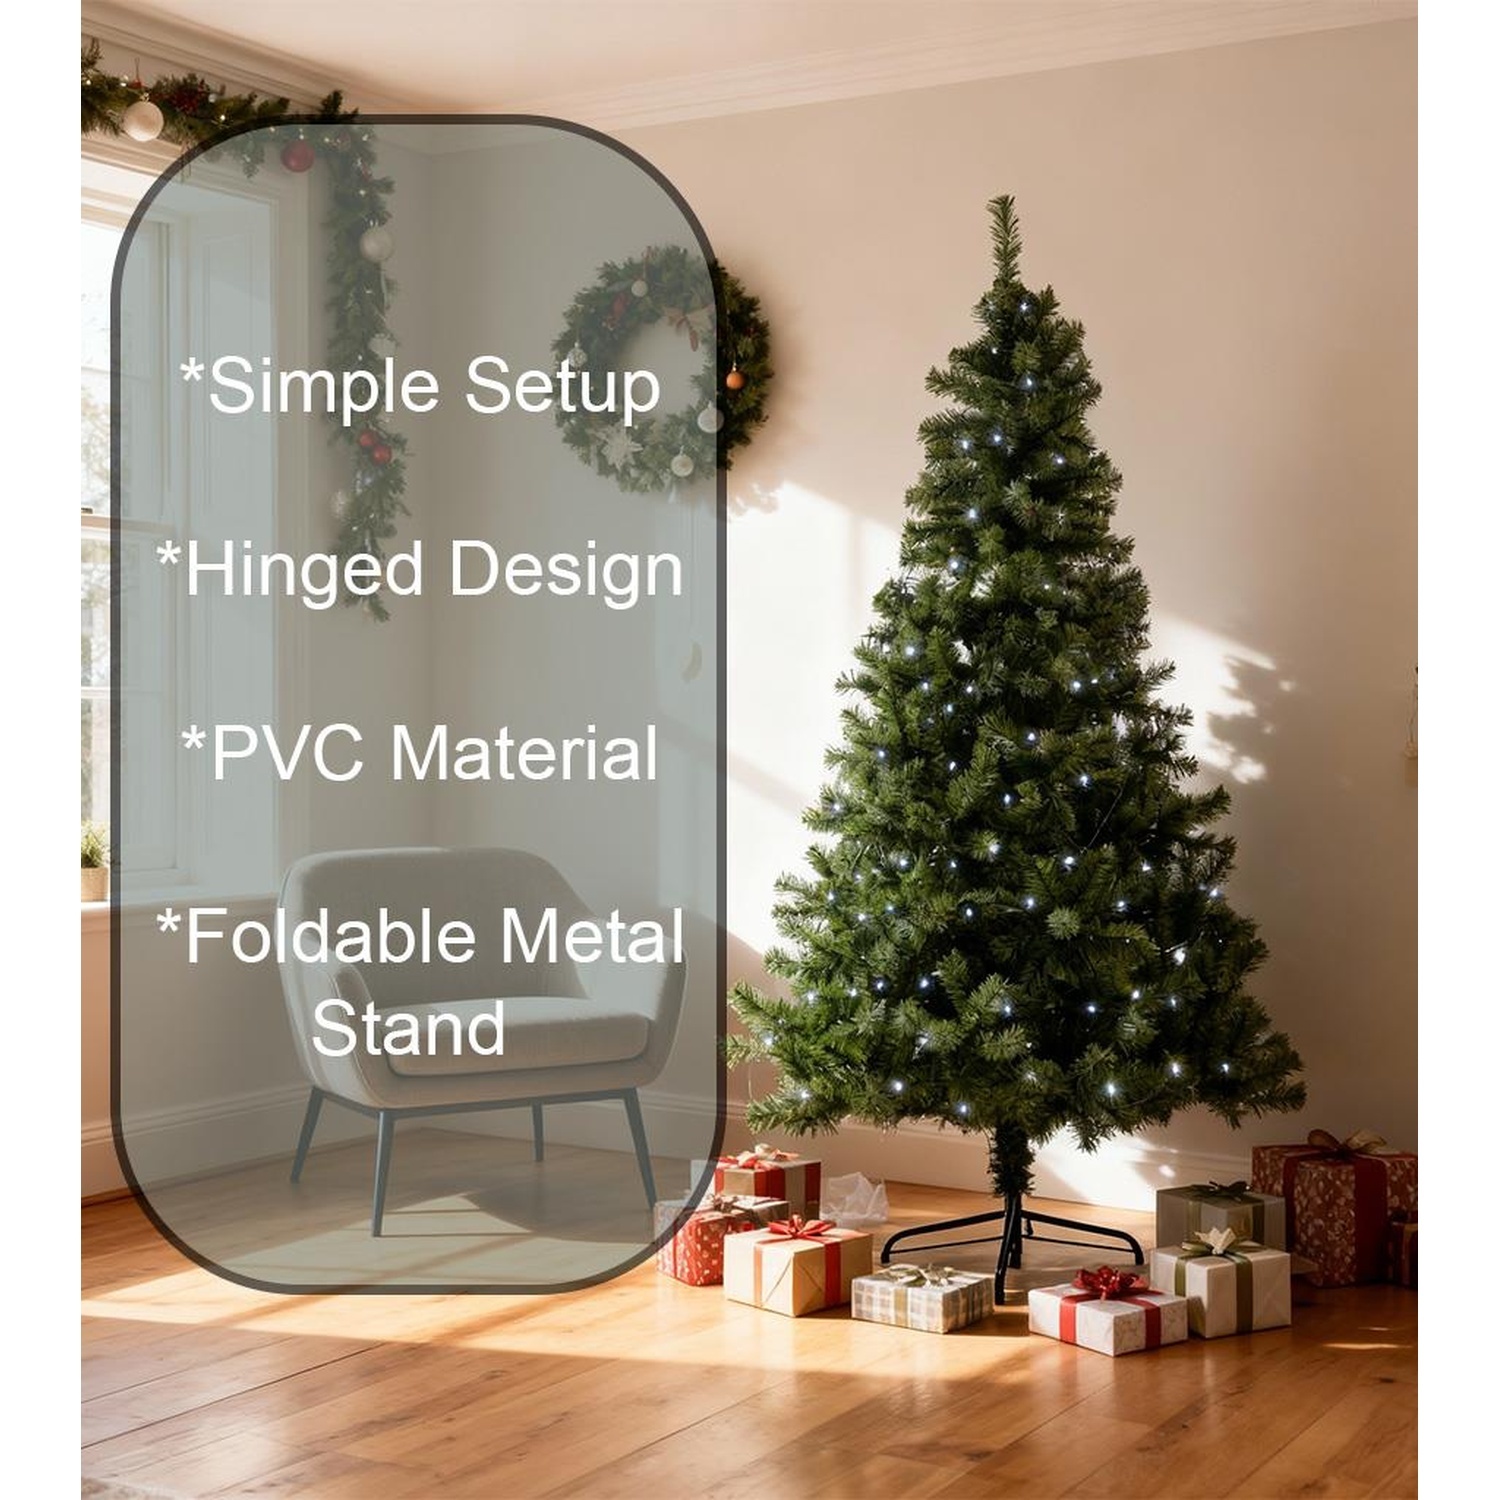 *Simple Setup
*Hinged Design
*PVC Material
*Foldable Metal
Stand